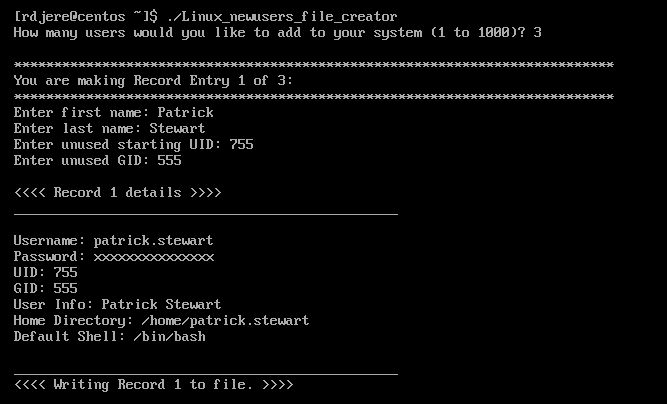 [rdjere@centos ~]$ ./Linux_newusers_file_creator
How many users would you like to add to your system (1 to 1000)? 3
***************************************************************************
You are making Record Entry 1 of 3:
***************************************************************************
Enter first name: Patrick
Enter last name: Stewart
Enter unused starting UID: 755
Enter unused GID: 555
<<<< Record 1 details >>>>
________________________________________________
Username: patrick.stewart
Password: xxxxxxxxxxxxxxx
UID: 755
GID: 555
User Info: Patrick Stewart
Home Directory: /home/patrick.stewart
Default Shell: /bin/bash
________________________________________________
<<<< Writing Record 1 to file. >>>>